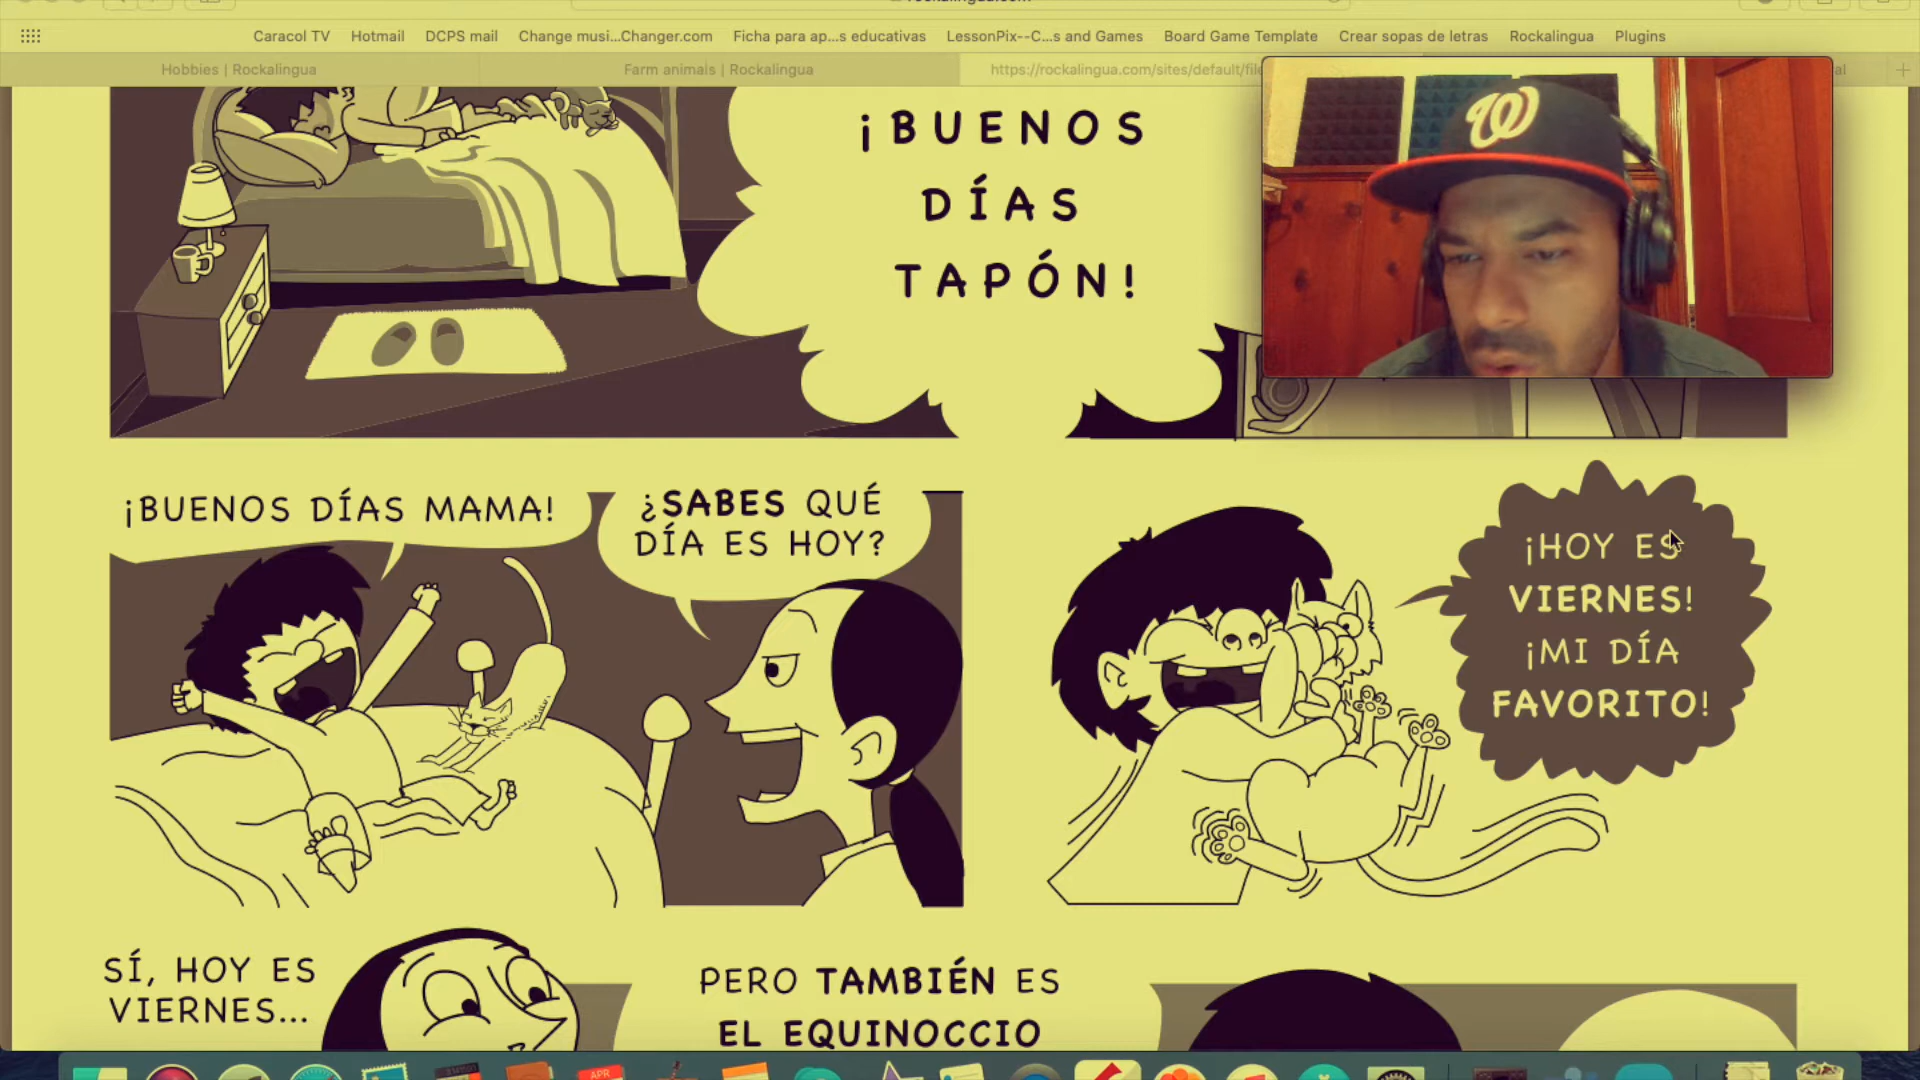 Caracol TV Hotmail DCPS mail Change musi...Changer.com Ficha para ap...s educativas LessonPix--C...s and Games Board Game Template Crear sopas de letras Rockalingua Plugins
Hobbies | Rockalingua Farm animals | Rockalingua https://rockalingua.com/sites/default/file
W
¡BUENOS
DÍAS
TAPÓN!
¡BUENOS DÍAS MAMA!
¿SABES QUÉ
DÍA ES HOY?
¡HOY ES
VIERNES!
¡MI DÍA
FAVORITO!
SÍ, HOY ES
VIERNES...
PERO TAMBIÉN ES
EL EQUINOCCIO
APR